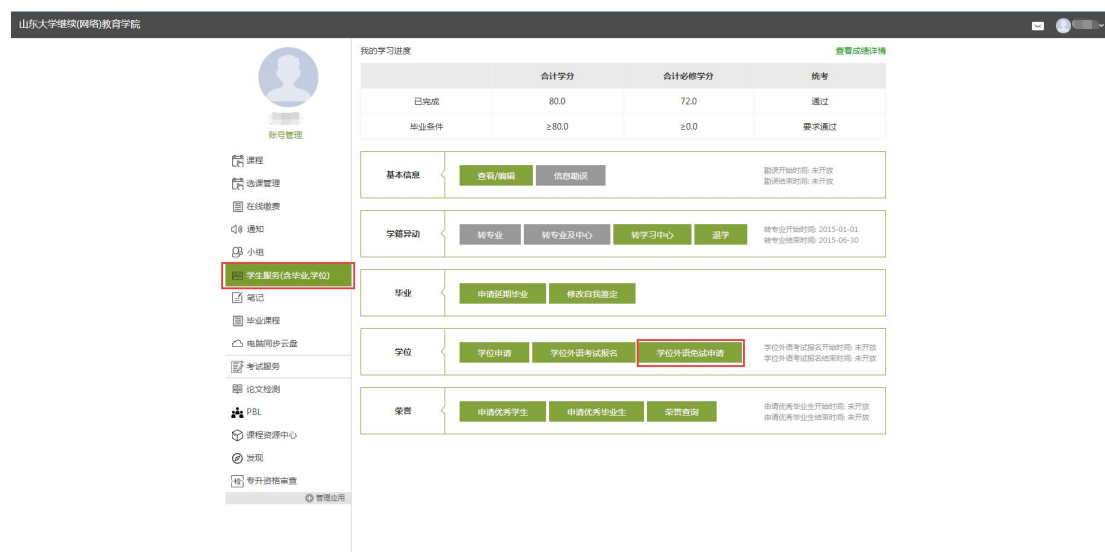 山东大学继续(网络)教育学院
账号管理
课程
选课管理
在线缴费
通知
小组
学生服务(含毕业,学位)
笔记
毕业课程
电脑同步云盘
考试服务
论文检测
PBL
课程资源中心
发现
检 专升资格审查
管理应用
我的学习进度 查看成绩详情
合计学分 合计必修学分 统考
已完成 80.0 72.0 通过
毕业条件 ≥80.0 ≥0.0 要求通过
基本信息 查看/编辑 信息勘误 勘误开始时间: 未开放
勘误结束时间: 未开放
学籍异动 转专业 转专业及中心 转学习中心 退学 转专业开始时间: 2015-01-01
转专业结束时间: 2015-06-30
毕业 申请延期毕业 修改自我鉴定
学位 学位申请 学位外语考试报名 学位外语免试申请 学位外语考试报名开始时间: 未开放
学位外语考试报名结束时间: 未开放
荣誉 申请优秀学生 申请优秀毕业生 荣誉查询 申请优秀毕业生开始时间: 未开放
申请优秀毕业生结束时间: 未开放